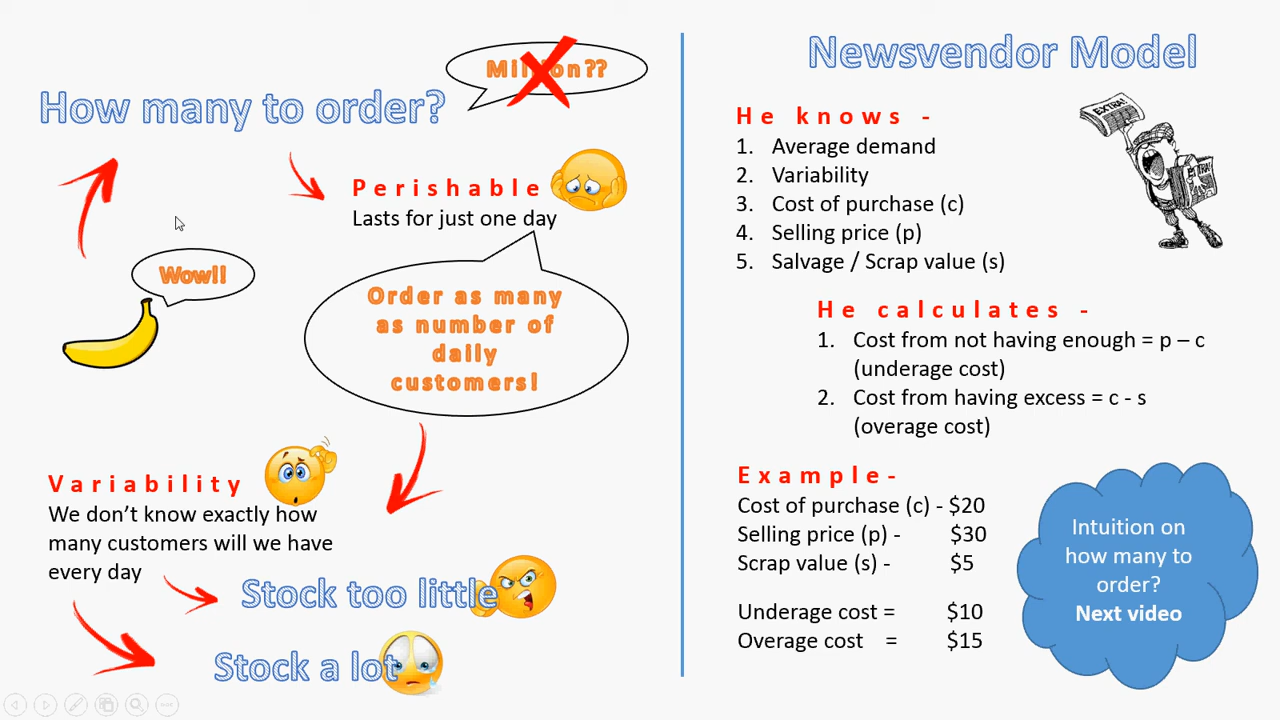 How many to order?
Million??
Perishable
Lasts for just one day
Wow!!
Order as many
as number of
daily
customers!
Variability
We don't know exactly how
many customers will we have
every day
Stock too little
Stock a lot
Newsvendor Model
EXTRA!
He knows -
1. Average demand
2. Variability
3. Cost of purchase (c)
4. Selling price (p)
5. Salvage / Scrap value (s)
He calculates -
1. Cost from not having enough = p – c
(underage cost)
2. Cost from having excess = c - s
(overage cost)
Example-
Cost of purchase (c) - $20
Selling price (p) - $30
Scrap value (s) - $5
Underage cost = $10
Overage cost = $15
Intuition on
how many to
order?
Next video